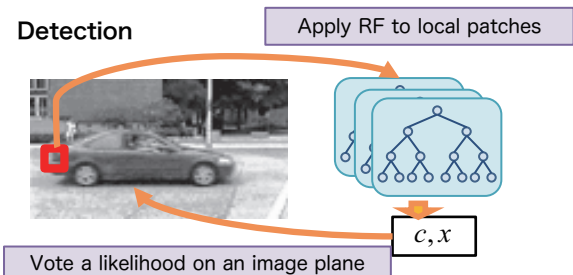 Detection
Apply RF to local patches
c, x
Vote a likelihood on an image plane